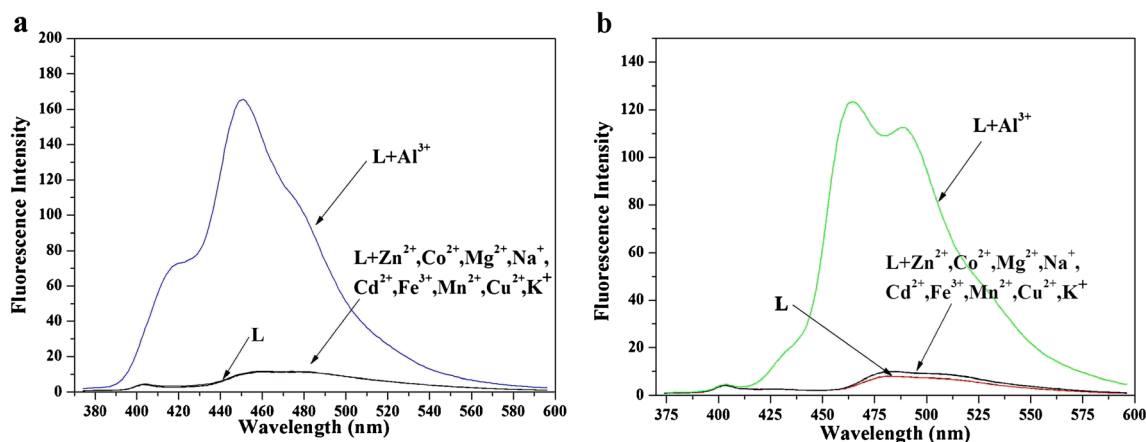 a
200
180
160
140
120
100
80
60
40
20
0
Fluorescence Intensity
380 400 420 440 460 480 500 520 540 560 580 600
Wavelength (nm)
L+Al³⁺
L+Zn²⁺,Co²⁺,Mg²⁺,Na⁺,
Cd²⁺,Fe³⁺,Mn²⁺,Cu²⁺,K⁺
L
b
140
120
100
80
60
40
20
0
Fluorescence Intensity
375 400 425 450 475 500 525 550 575 600
Wavelength (nm)
L+Al³⁺
L+Zn²⁺,Co²⁺,Mg²⁺,Na⁺,
Cd²⁺,Fe³⁺,Mn²⁺,Cu²⁺,K⁺
L